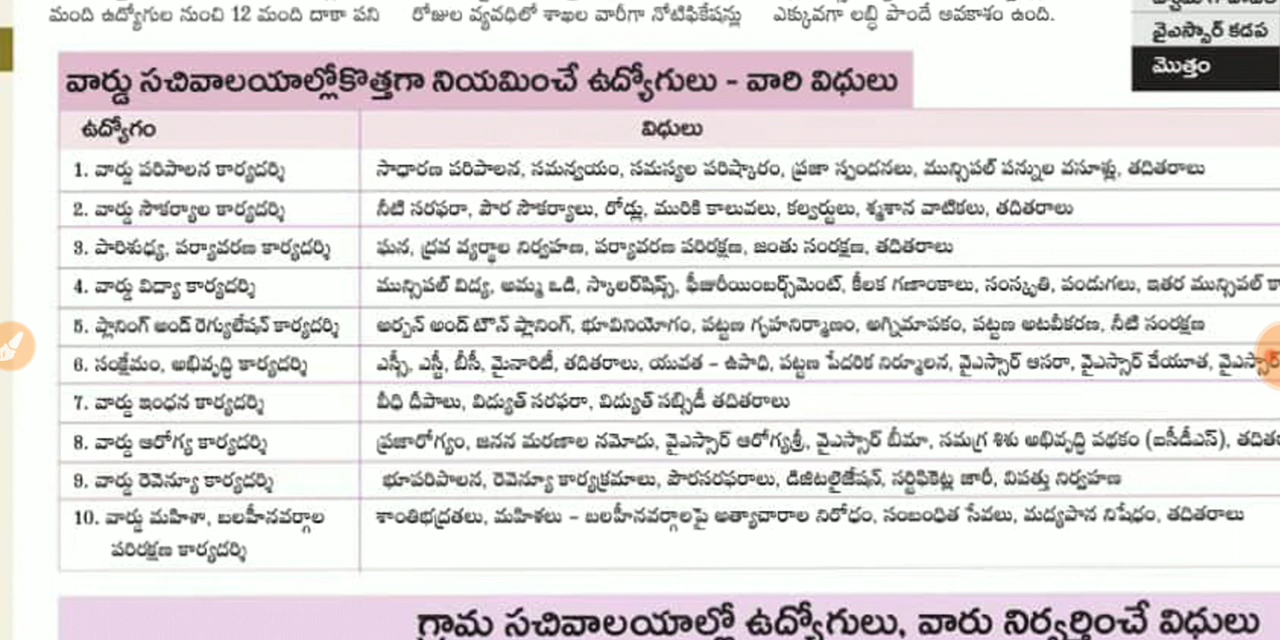 మంది ఉద్యోగుల నుంచి 12 మంది దాకా పని
రోజుల వ్యవధిలో శాఖల వారీగా నోటిఫికేషన్లు
ఎక్కువగా లబ్ధి పొందే అవకాశం ఉంది.
వైఎస్సార్ కడప
మొత్తం
వార్డు సచివాలయాల్లోకొత్తగా నియమించే ఉద్యోగులు - వారి విధులు
ఉద్యోగం విధులు
1. వార్డు పరిపాలన కార్యదర్శి సాధారణ పరిపాలన, సమన్వయం, సమస్యల పరిష్కారం, ప్రజా స్పందనలు, మున్సిపల్ పన్నుల వసూళ్లు, తదితరాలు
2. వార్డు సౌకర్యాల కార్యదర్శి నీటి సరఫరా, పౌర సౌకర్యాలు, రోడ్లు, మురికి కాలువలు, కల్వర్టులు, శ్మశాన వాటికలు, తదితరాలు
3. పారిశుధ్య, పర్యావరణ కార్యదర్శి ఘన, ద్రవ వ్యర్థాల నిర్వహణ, పర్యావరణ పరిరక్షణ, జంతు సంరక్షణ, తదితరాలు
4. వార్డు విద్యా కార్యదర్శి మున్సిపల్ విద్య, అమ్మ ఒడి, స్కాలర్‌షిప్స్, ఫీజురీయింబర్స్‌మెంట్, కీలక గణాంకాలు, సంస్కృతి, పండుగలు, ఇతర మున్సిపల్
5. ప్లానింగ్ అండ్ రెగ్యులేషన్ కార్యదర్శి అర్బన్ అండ్ టౌన్ ప్లానింగ్, భూవినియోగం, పట్టణ గృహనిర్మాణం, అగ్నిమాపకం, పట్టణ అటవీకరణ, నీటి సంరక్షణ
6. సంక్షేమం, అభివృద్ధి కార్యదర్శి ఎస్సీ, ఎస్టీ, బీసీ, మైనారిటీ, తదితరాలు, యువత - ఉపాధి, పట్టణ పేదరిక నిర్మూలన, వైఎస్సార్ ఆసరా, వైఎస్సార్ చేయూత, వైఎస్సార్
7. వార్డు ఇంధన కార్యదర్శి వీధి దీపాలు, విద్యుత్ సరఫరా, విద్యుత్ సబ్సిడీ తదితరాలు
8. వార్డు ఆరోగ్య కార్యదర్శి ప్రజారోగ్యం, జనన మరణాల నమోదు, వైఎస్సార్ ఆరోగ్యశ్రీ, వైఎస్సార్ బీమా, సమగ్ర శిశు అభివృద్ధి పథకం (ఐసీడీఎస్),
9. వార్డు రెవెన్యూ కార్యదర్శి భూపరిపాలన, రెవెన్యూ కార్యక్రమాలు, పౌరసరఫరాలు, డిజిటలైజేషన్, సర్టిఫికెట్ల జారీ, విపత్తు నిర్వహణ
10. వార్డు మహిళా, బలహీనవర్గాల శాంతిభద్రతలు, మహిళలు - బలహీనవర్గాలపై అత్యాచారాల నిరోధం, సంబంధిత సేవలు, మద్యపాన నిషేధం, తదితరాలు
పరిరక్షణ కార్యదర్శి
గ్రామ సచివాలయాల్లో ఉద్యోగులు, వారు నిర్వర్తించే విధులు